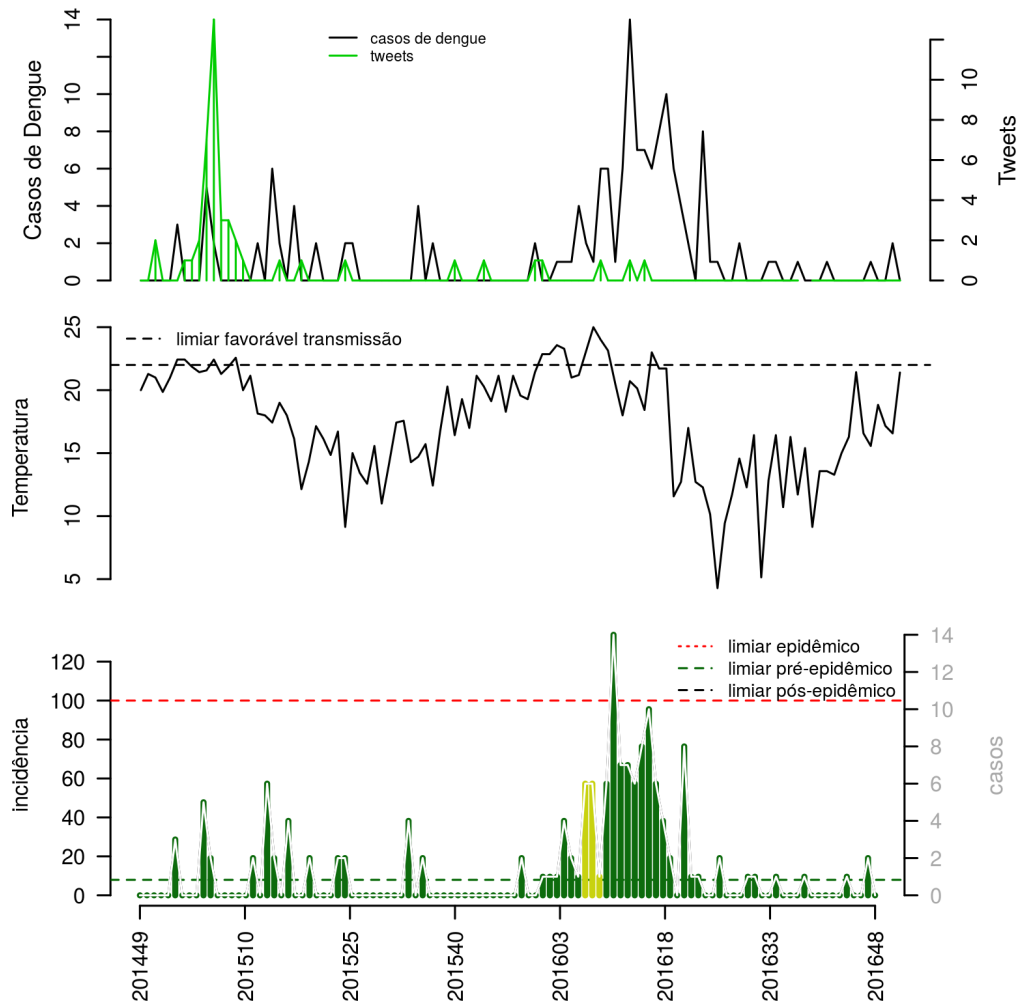 casos de dengue
tweets
Casos de Dengue
0 2 4 6 8 10 14
Tweets
0 2 4 6 8 10
limiar favorável transmissão
Temperatura
5 10 15 20 25
limiar epidêmico
limiar pré-epidêmico
limiar pós-epidêmico
incidência
0 20 40 60 80 100 120
casos
0 2 4 6 8 10 12 14
201449 201510 201525 201540 201603 201618 201633 201648